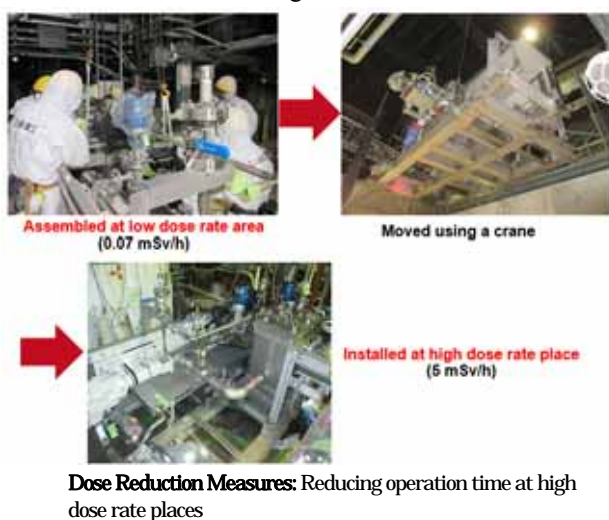 Assembled at low dose rate area
(0.07 mSv/h)
Moved using a crane
Installed at high dose rate place
(5 mSv/h)
Dose Reduction Measures: Reducing operation time at high
dose rate places